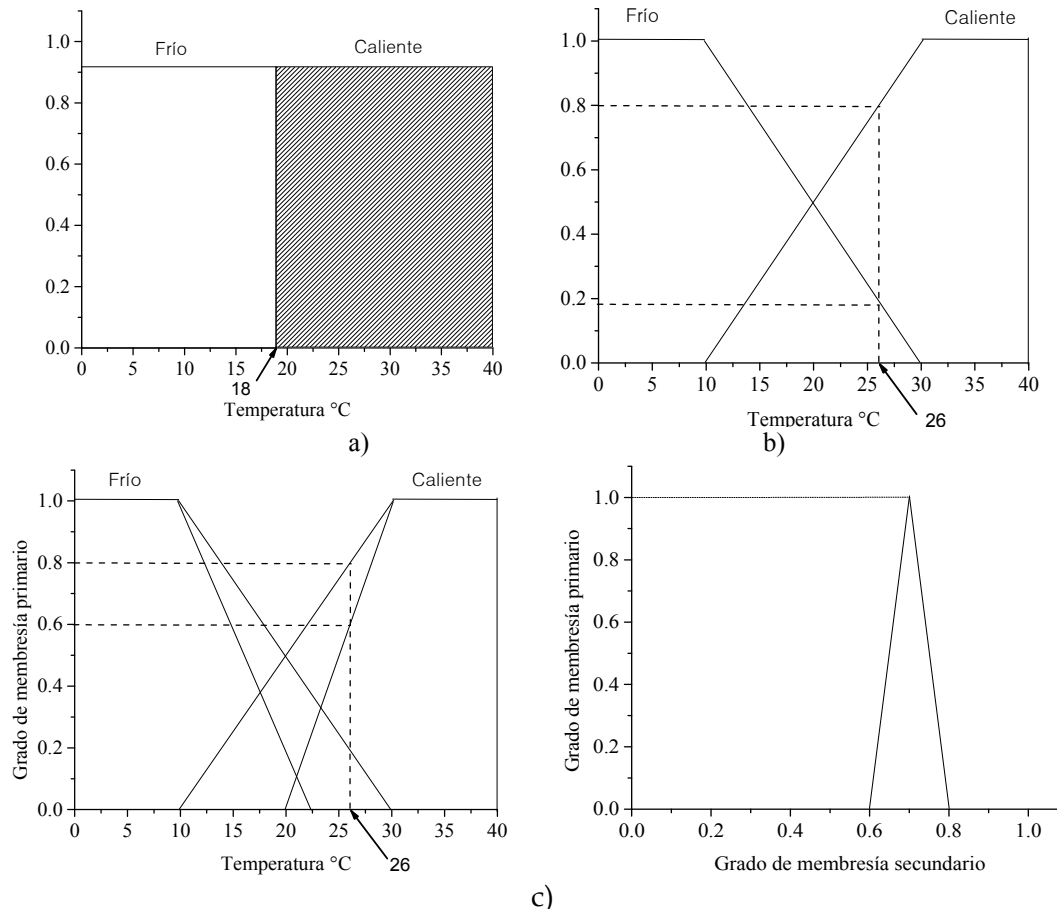 Frío Caliente
1.0
0.8
0.6
0.4
0.2
0.0
0 5 10 15 20 25 30 35 40
18
Temperatura °C
a)
Frío Caliente
1.0
0.8
0.6
0.4
0.2
0.0
0 5 10 15 20 25 30 35 40
Temperatura °C 26
b)
Frío Caliente
Grado de membresía primario
1.0
0.8
0.6
0.4
0.2
0.0
0 5 10 15 20 25 30 35 40
Temperatura °C 26
Grado de membresía primario
1.0
0.8
0.6
0.4
0.2
0.0
0.0 0.2 0.4 0.6 0.8 1.0
Grado de membresía secundario
c)